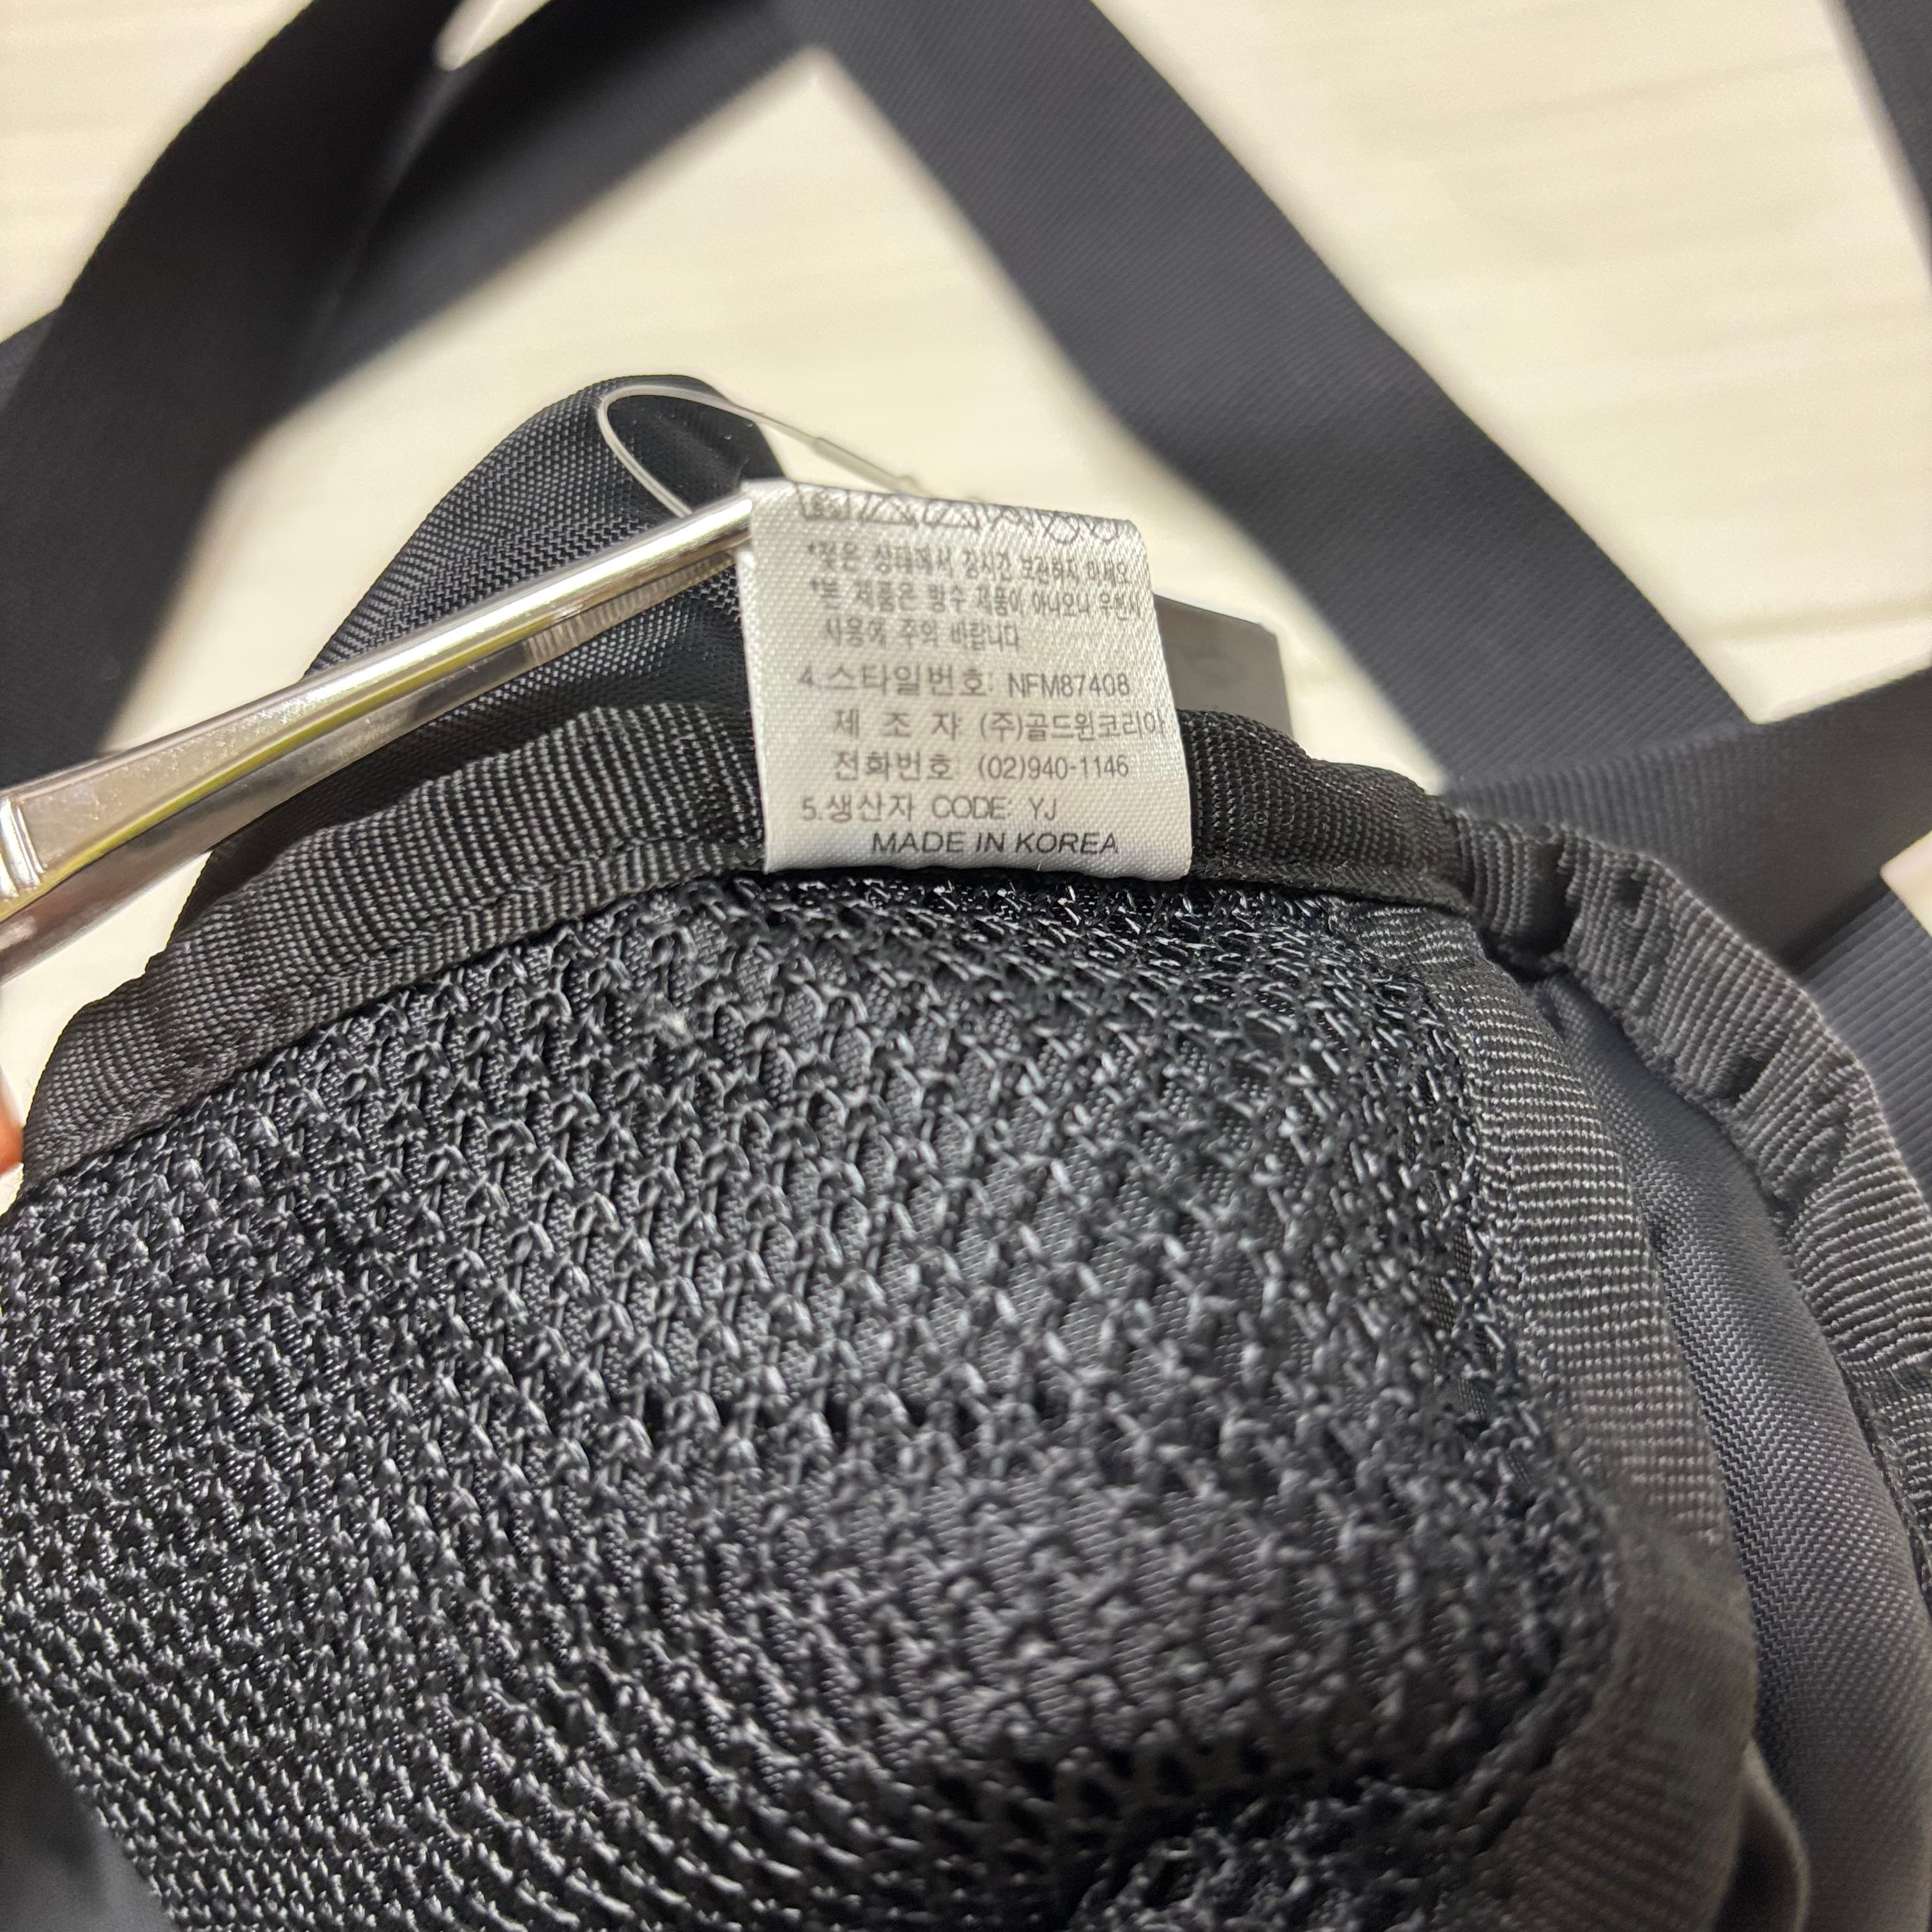 *젖은 상태에서 장시간 보관하지 마세요.
*본 제품은 방수 제품이 아니오니 우천시
사용에 주의 바랍니다.
4.스타일번호: NFM87408
제 조 자 (주)골드윈코리아
전화번호: (02)940-1146
5.생산자 CODE: YJ
MADE IN KOREA